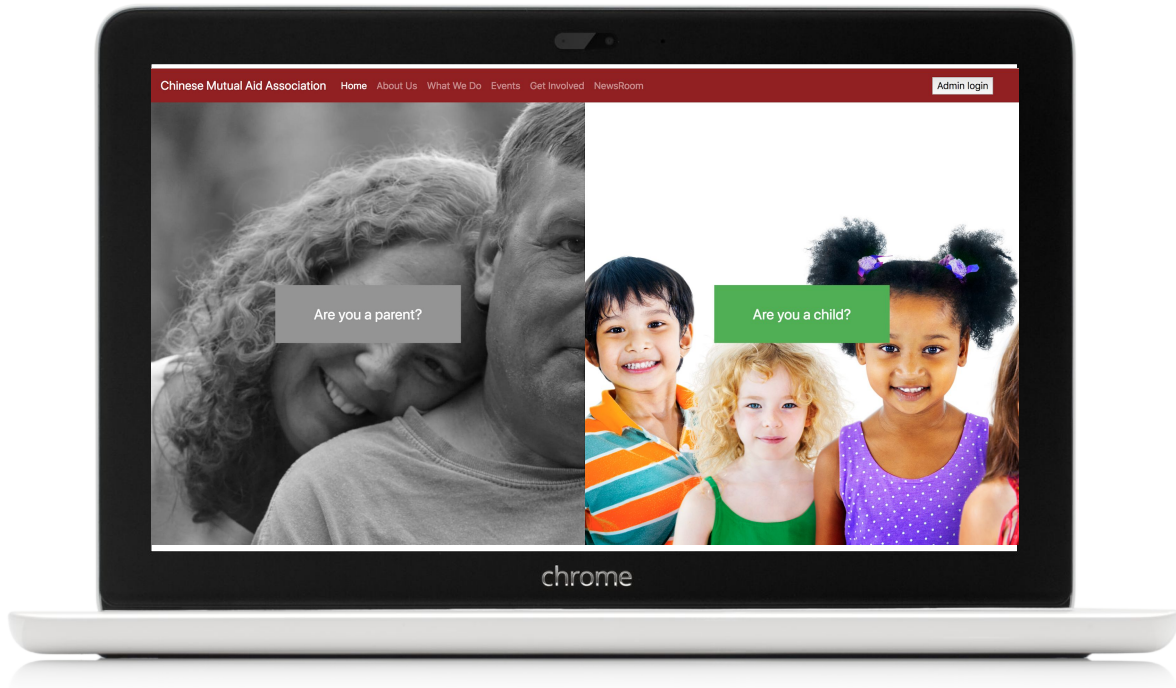 Chinese Mutual Aid Association Home About Us What We Do Events Get Involved NewsRoom Admin login
Are you a parent?
Are you a child?
chrome